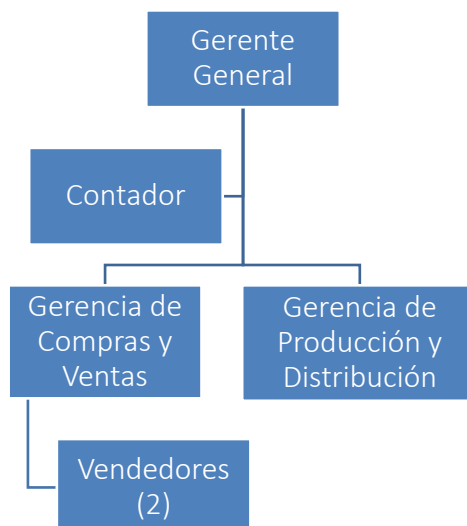 Gerente
General
Contador
Gerencia de
Compras y
Ventas
Gerencia de
Producción y
Distribución
Vendedores
(2)